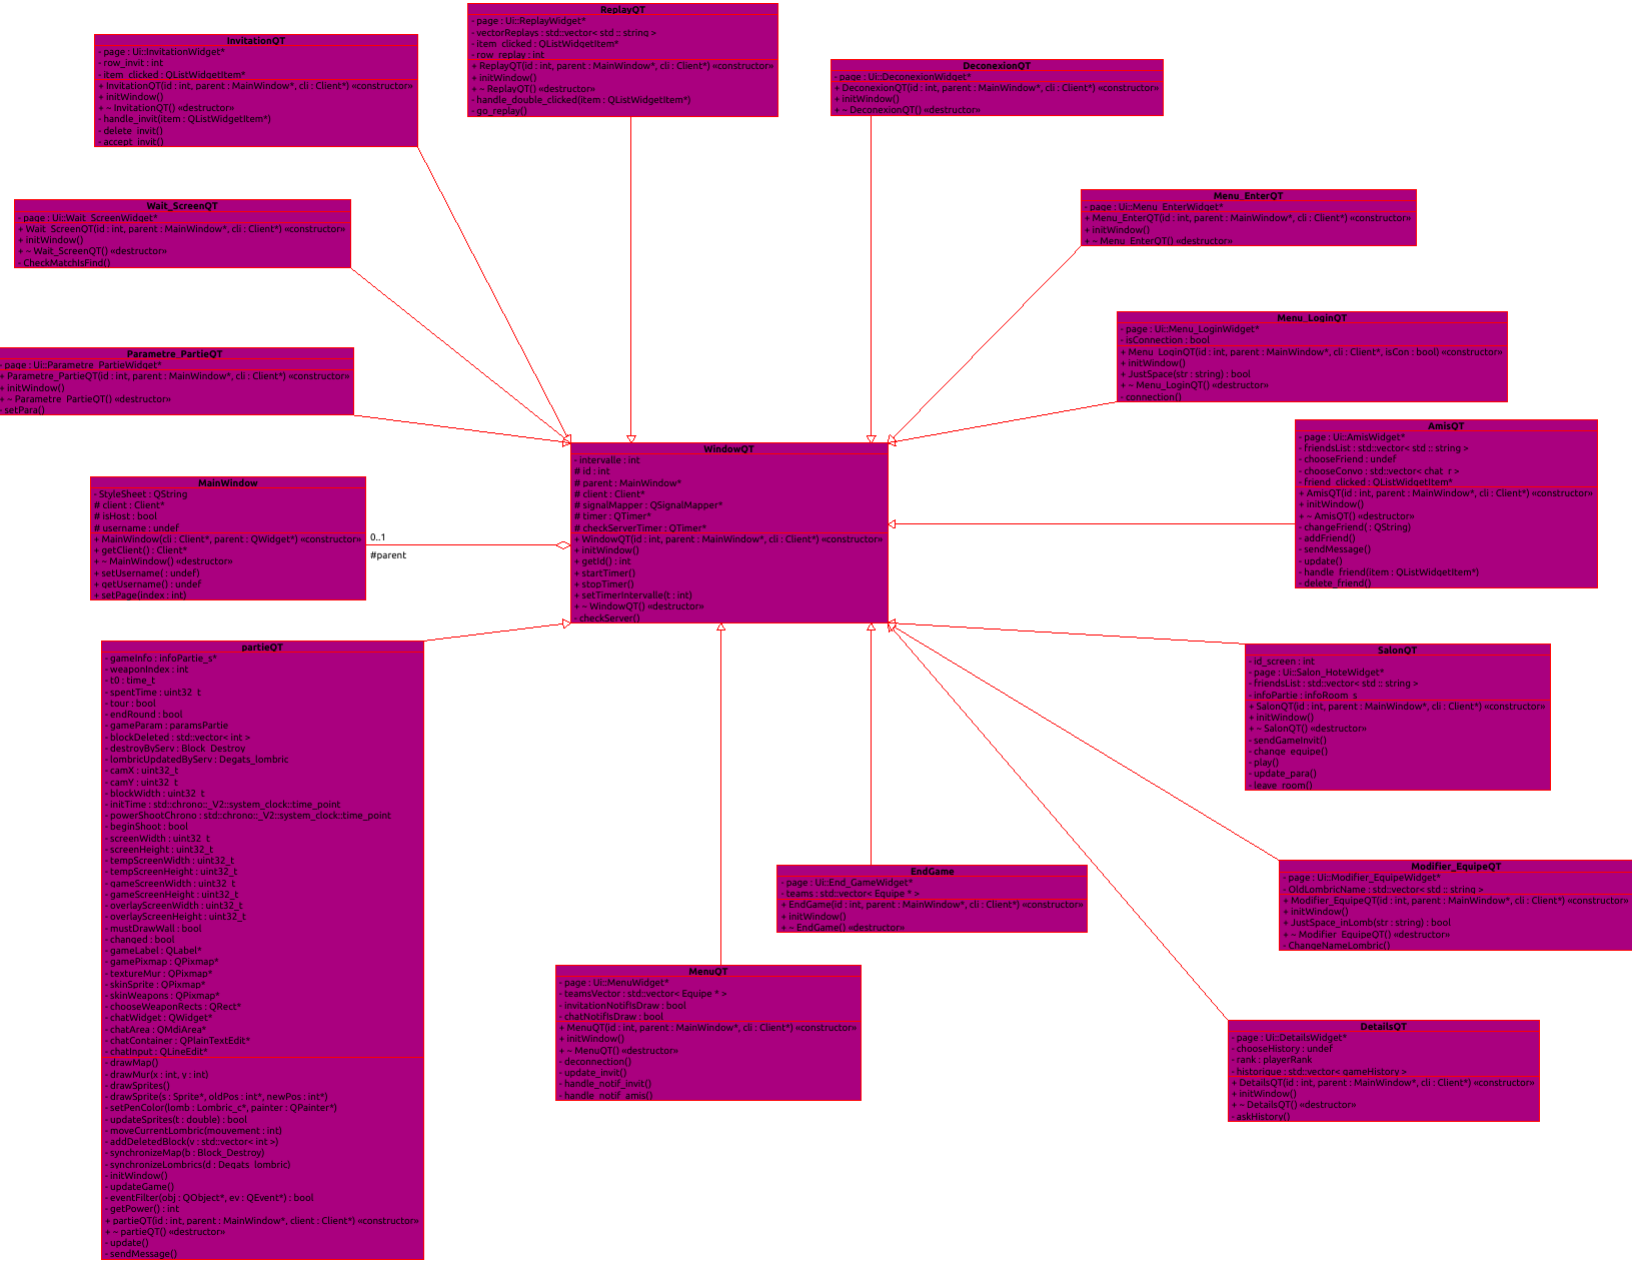 ReplayQT
- page : Ui::ReplayWidget*
- vectorReplays : std::vector< std :: string >
- item_clicked : QListWidgetItem*
- row_replay : int
+ ReplayQT(id : int, parent : MainWindow*, cli : Client*) «constructor»
+ initWindow()
+ ~ ReplayQT() «destructor»
- handle_double_clicked(item : QListWidgetItem*)
- go_replay()
InvitationQT
- page : Ui::InvitationWidget*
- row_invit : int
- item_clicked : QListWidgetItem*
+ InvitationQT(id : int, parent : MainWindow*, cli : Client*) «constructor»
+ initWindow()
+ ~ InvitationQT() «destructor»
- handle_invit(item : QListWidgetItem*)
- delete_invit()
- accept_invit()
DeconexionQT
- page : Ui::DeconexionWidget*
+ DeconexionQT(id : int, parent : MainWindow*, cli : Client*) «constructor»
+ initWindow()
+ ~ DeconexionQT() «destructor»
Wait_ScreenQT
- page : Ui::Wait_ScreenWidget*
+ Wait_ScreenQT(id : int, parent : MainWindow*, cli : Client*) «constructor»
+ initWindow()
+ ~ Wait_ScreenQT() «destructor»
- CheckMatchIsFind()
Menu_EnterQT
- page : Ui::Menu_EnterWidget*
+ Menu_EnterQT(id : int, parent : MainWindow*, cli : Client*) «constructor»
+ initWindow()
+ ~ Menu_EnterQT() «destructor»
Menu_LoginQT
- page : Ui::Menu_LoginWidget*
- isConnection : bool
+ Menu_LoginQT(id : int, parent : MainWindow*, cli : Client*, isCon : bool) «constructor»
+ initWindow()
+ JustSpace(str : string) : bool
+ ~ Menu_LoginQT() «destructor»
- connection()
Parametre_PartieQT
- page : Ui::Parametre_PartieWidget*
+ Parametre_PartieQT(id : int, parent : MainWindow*, cli : Client*) «constructor»
+ initWindow()
+ ~ Parametre_PartieQT() «destructor»
- setPara()
AmisQT
- page : Ui::AmisWidget*
- friendsList : std::vector< std :: string >
- chooseFriend : undef
- chooseConvo : std::vector< chat_r >
- friend_clicked : QListWidgetItem*
+ AmisQT(id : int, parent : MainWindow*, cli : Client*) «constructor»
+ initWindow()
+ ~ AmisQT() «destructor»
- changeFriend( : QString)
- addFriend()
- sendMessage()
- update()
- handle_friend(item : QListWidgetItem*)
- delete_friend()
WindowQT
- intervalle : int
# id : int
# parent : MainWindow*
# client : Client*
# signalMapper : QSignalMapper*
# timer : QTimer*
# checkServerTimer : QTimer*
+ WindowQT(id : int, parent : MainWindow*, cli : Client*) «constructor»
+ initWindow()
+ getId() : int
+ startTimer()
+ stopTimer()
+ setTimerIntervalle(t : int)
+ ~ WindowQT() «destructor»
- checkServer()
MainWindow
- StyleSheet : QString
# client : Client*
# isHost : bool
# username : undef
+ MainWindow(cli : Client*, parent : QWidget*) «constructor»
+ getClient() : Client*
+ ~ MainWindow() «destructor»
+ setUsername( : undef)
+ getUsername() : undef
+ setPage(index : int)
0..1
#parent
partieQT
- gameInfo : infoPartie_s*
- weaponIndex : int
- t0 : time_t
- spentTime : uint32_t
- tour : bool
- endRound : bool
- gameParam : paramsPartie
- blockDeleted : std::vector< int >
- destroyByServ : Block_Destroy
- lombricUpdatedByServ : Degats_lombric
- camX : uint32_t
- camY : uint32_t
- blockWidth : uint32_t
- initTime : std::chrono::_V2::system_clock::time_point
- powerShootChrono : std::chrono::_V2::system_clock::time_point
- beginShoot : bool
- screenWidth : uint32_t
- screenHeight : uint32_t
- tempScreenWidth : uint32_t
- tempScreenHeight : uint32_t
- gameScreenWidth : uint32_t
- gameScreenHeight : uint32_t
- overlayScreenWidth : uint32_t
- overlayScreenHeight : uint32_t
- mustDrawWall : bool
- changed : bool
- gameLabel : QLabel*
- gamePixmap : QPixmap*
- textureMur : QPixmap*
- skinSprite : QPixmap*
- skinWeapons : QPixmap*
- chooseWeaponRects : QRect*
- chatWidget : QWidget*
- chatArea : QMdiArea*
- chatContainer : QPlainTextEdit*
- chatInput : QLineEdit*
- drawMap()
- drawMur(x : int, y : int)
- drawSprites()
- drawSprite(s : Sprite*, oldPos : int*, newPos : int*)
- setPenColor(lomb : Lombric_c*, painter : QPainter*)
- updateSprites(t : double) : bool
- moveCurrentLombric(mouvement : int)
- addDeletedBlock(v : std::vector< int >)
- synchronizeMap(b : Block_Destroy)
- synchronizeLombrics(d : Degats_lombric)
- initWindow()
- updateGame()
- eventFilter(obj : QObject*, ev : QEvent*) : bool
- getPower() : int
+ partieQT(id : int, parent : MainWindow*, client : Client*) «constructor»
+ ~ partieQT() «destructor»
- update()
- sendMessage()
SalonQT
- id_screen : int
- page : Ui::Salon_HoteWidget*
- friendsList : std::vector< std :: string >
- infoPartie : infoRoom_s
+ SalonQT(id : int, parent : MainWindow*, cli : Client*) «constructor»
+ initWindow()
+ ~ SalonQT() «destructor»
- sendGameInvit()
- change_equipe()
- play()
- update_para()
- leave_room()
EndGame
- page : Ui::End_GameWidget*
- teams : std::vector< Equipe * >
+ EndGame(id : int, parent : MainWindow*, cli : Client*) «constructor»
+ initWindow()
+ ~ EndGame() «destructor»
Modifier_EquipeQT
- page : Ui::Modifier_EquipeWidget*
- OldLombricName : std::vector< std :: string >
+ Modifier_EquipeQT(id : int, parent : MainWindow*, cli : Client*) «constructor»
+ initWindow()
+ JustSpace_inLomb(str : string) : bool
+ ~ Modifier_EquipeQT() «destructor»
- ChangeNameLombric()
MenuQT
- page : Ui::MenuWidget*
- teamsVector : std::vector< Equipe * >
- invitationNotifIsDraw : bool
- chatNotifIsDraw : bool
+ MenuQT(id : int, parent : MainWindow*, cli : Client*) «constructor»
+ initWindow()
+ ~ MenuQT() «destructor»
- deconnection()
- update_invit()
- handle_notif_invit()
- handle_notif_amis()
DetailsQT
- page : Ui::DetailsWidget*
- chooseHistory : undef
- rank : playerRank
- historique : std::vector< gameHistory >
+ DetailsQT(id : int, parent : MainWindow*, cli : Client*) «constructor»
+ initWindow()
+ ~ DetailsQT() «destructor»
- askHistory()